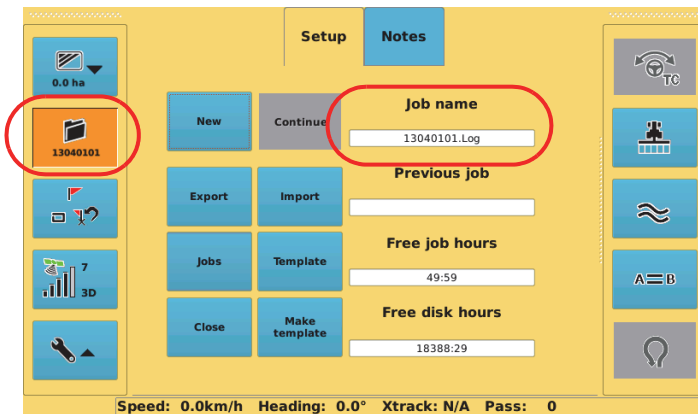 Setup
Notes
0.0 ha
13040101
7
3D
New
Continue
Export
Import
Jobs
Template
Close
Make
template
Job name
13040101.Log
Previous job
Free job hours
49:59
Free disk hours
18388:29
TC
A B
Speed: 0.0km/h Heading: 0.0° Xtrack: N/A Pass: 0